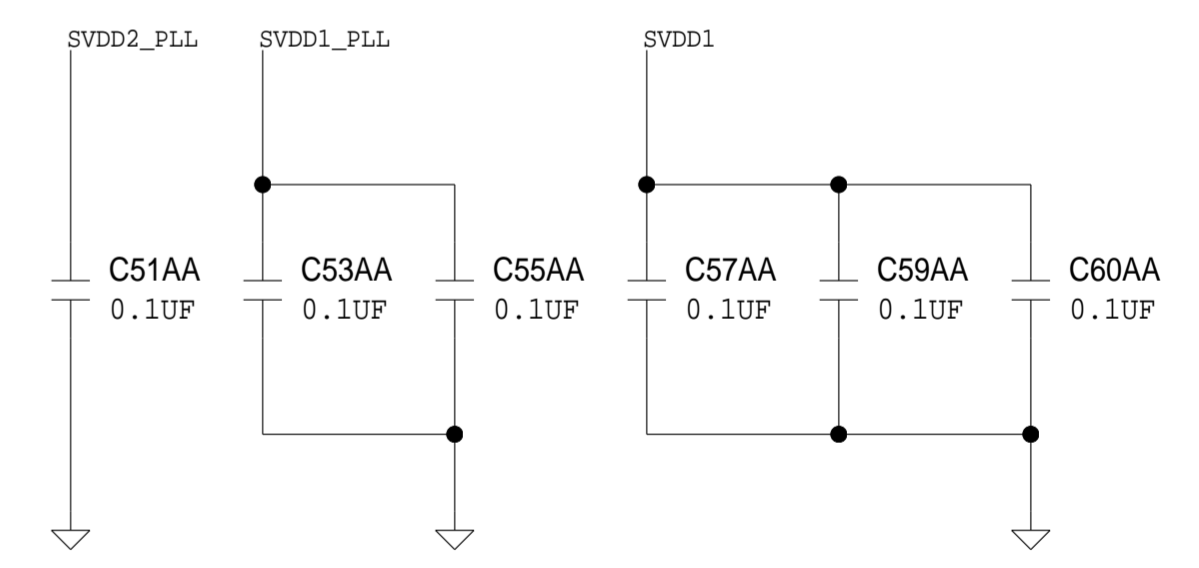 SVDD2_PLL
SVDD1_PLL
SVDD1
C51AA
0.1UF
C53AA
0.1UF
C55AA
0.1UF
C57AA
0.1UF
C59AA
0.1UF
C60AA
0.1UF